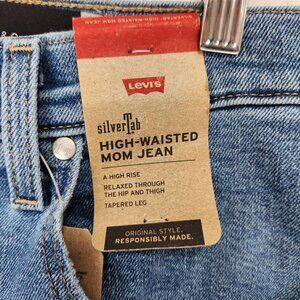 LEVI'S
silverTab
HIGH-WAISTED
MOM JEAN
A HIGH RISE
RELAXED THROUGH
THE HIP AND THIGH
TAPERED LEG
ORIGINAL STYLE,
RESPONSIBLY MADE.